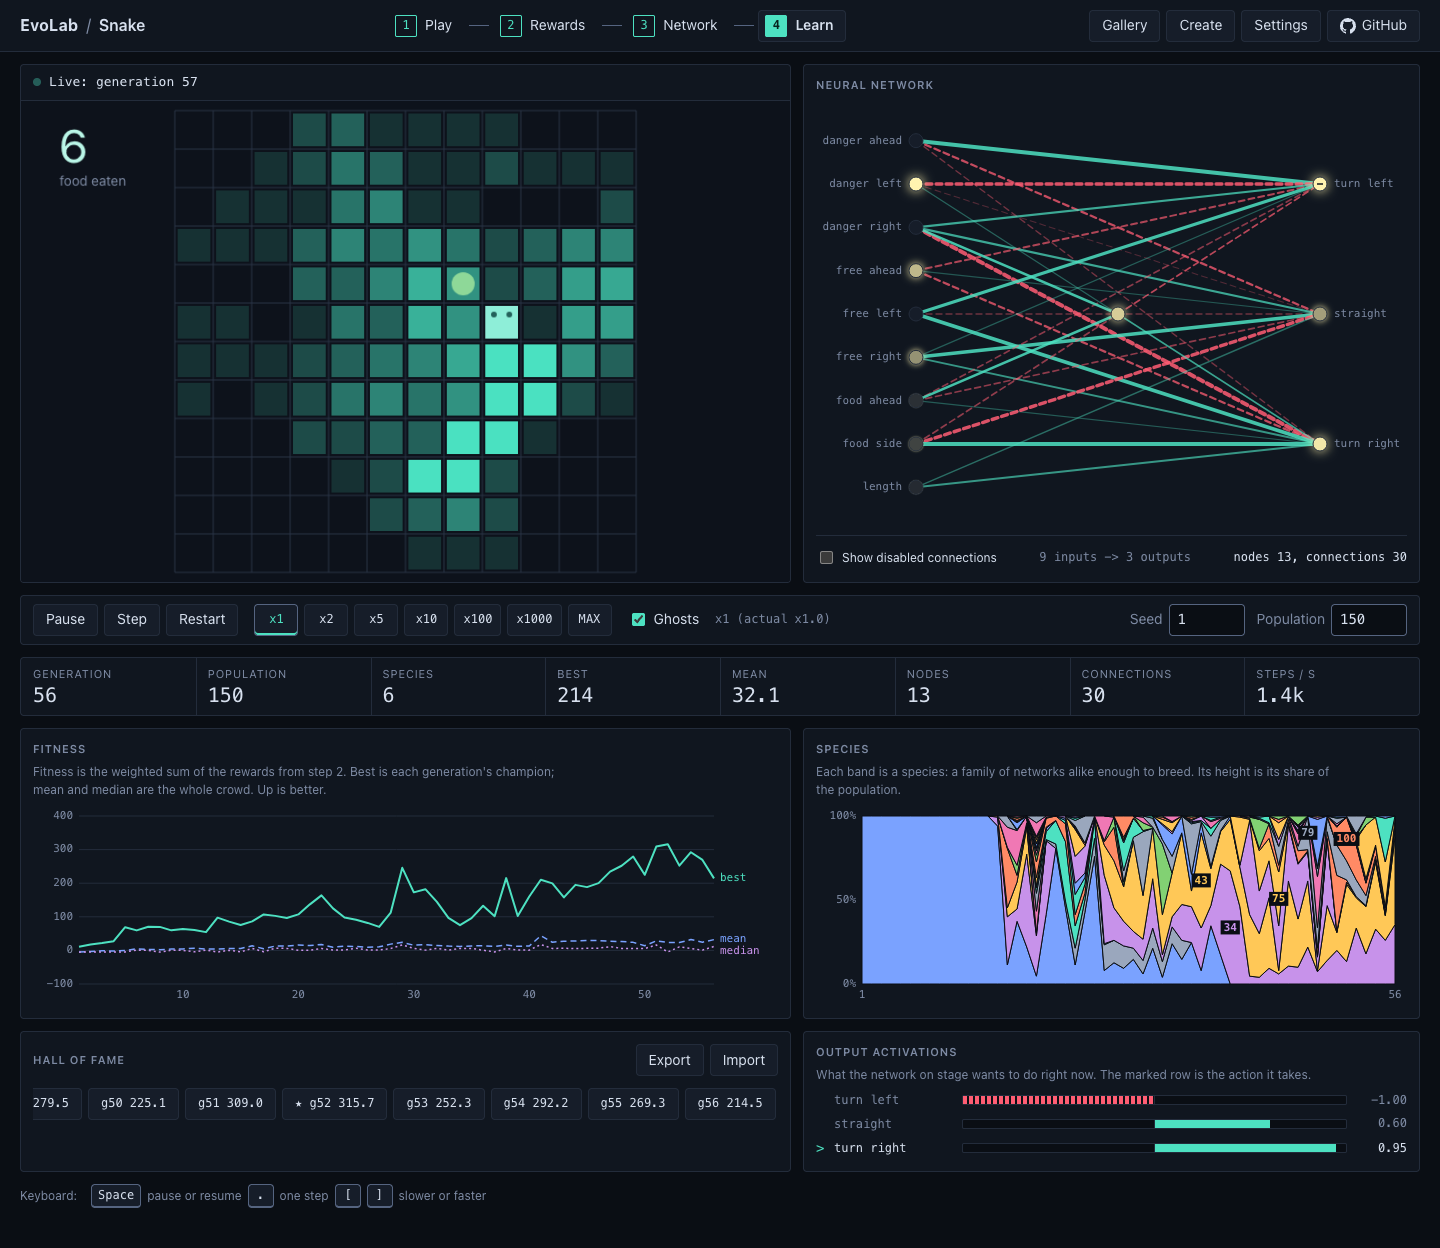 EvoLab / Snake
1 Play
2 Rewards
3 Network
4 Learn
Gallery
Create
Settings
GitHub
Live: generation 57
6
food eaten
NEURAL NETWORK
danger ahead
danger left
danger right
free ahead
free left
free right
food ahead
food side
length
turn left
straight
turn right
Show disabled connections
9 inputs -> 3 outputs
nodes 13, connections 30
Pause
Step
Restart
x1
x2
x5
x10
x100
x1000
MAX
Ghosts
x1 (actual x1.0)
Seed
1
Population
150
GENERATION
56
POPULATION
150
SPECIES
6
BEST
214
MEAN
32.1
NODES
13
CONNECTIONS
30
STEPS / S
1.4k
FITNESS
Fitness is the weighted sum of the rewards from step 2. Best is each generation's champion;
mean and median are the whole crowd. Up is better.
400
300
200
100
0
−100
10
20
30
40
50
best
mean
median
SPECIES
Each band is a species: a family of networks alike enough to breed. Its height is its share of
the population.
100%
50%
0%
1
56
79
100
43
75
34
HALL OF FAME
Export
Import
279.5
g50 225.1
g51 309.0
★ g52 315.7
g53 252.3
g54 292.2
g55 269.3
g56 214.5
OUTPUT ACTIVATIONS
What the network on stage wants to do right now. The marked row is the action it takes.
turn left −1.00
straight 0.60
> turn right 0.95
Keyboard: Space pause or resume . one step [ ] slower or faster